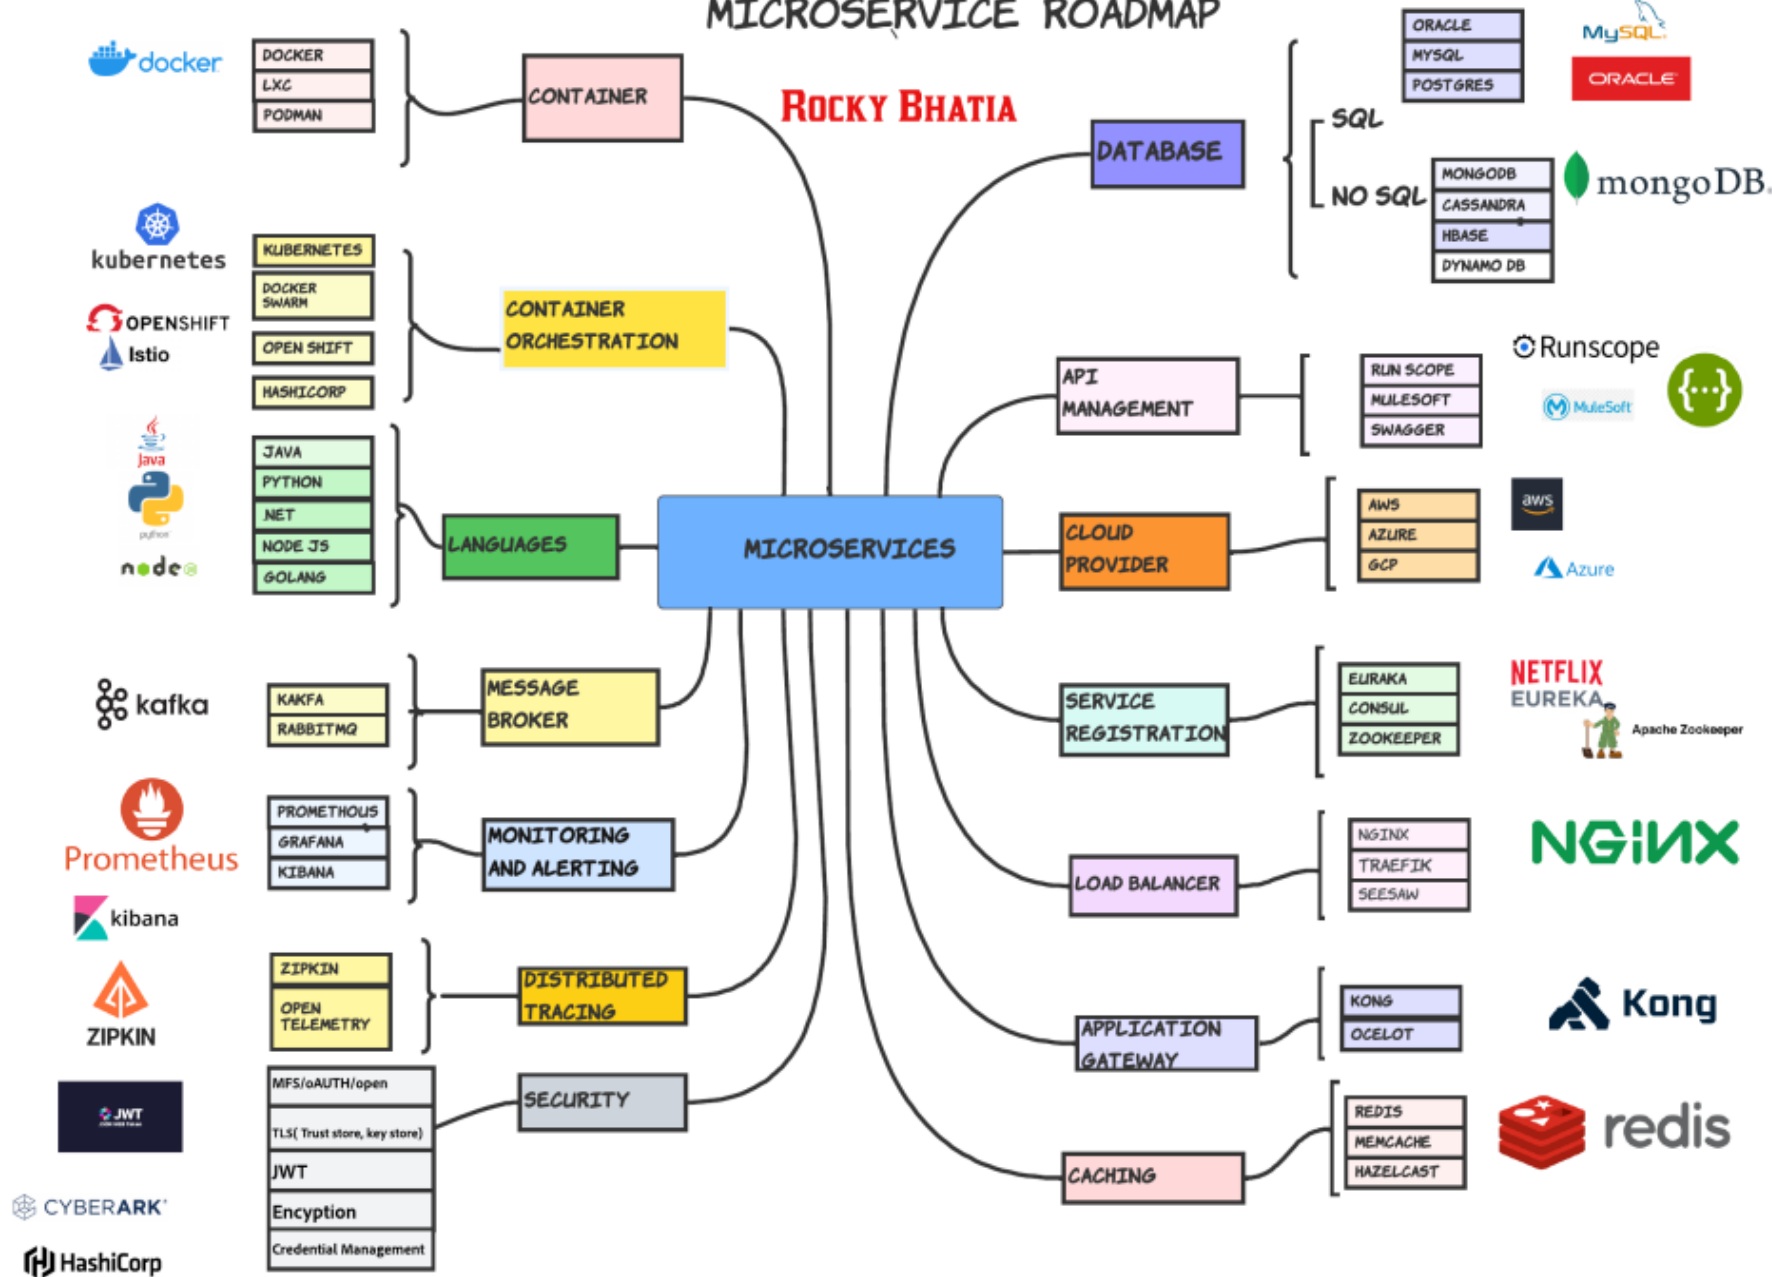 MICROSERVICE ROADMAP
ROCKY BHATIA
docker
DOCKER
LXC
PODMAN
CONTAINER
kubernetes
OPENSHIFT
Istio
KUBERNETES
DOCKER
SWARM
OPEN SHIFT
HASHICORP
CONTAINER
ORCHESTRATION
Java
python
node
JS
JAVA
PYTHON
.NET
NODE JS
GOLANG
LANGUAGES
MICROSERVICES
kafka
KAKFA
RABBITMQ
MESSAGE
BROKER
Prometheus
kibana
PROMETHOUS
GRAFANA
KIBANA
MONITORING
AND ALERTING
ZIPKIN
ZIPKIN
OPEN
TELEMETRY
DISTRIBUTED
TRACING
JWT
CYBERARK
HashiCorp
MFS/oAUTH/open
TLS( Trust store, key store)
JWT
Encyption
Credential Management
SECURITY
DATABASE
SQL
ORACLE
MYSQL
POSTGRES
MySQL
ORACLE
NO SQL
MONGODB
CASSANDRA
HBASE
DYNAMO DB
mongoDB
API
MANAGEMENT
RUN SCOPE
MULESOFT
SWAGGER
Runscope
MuleSoft
{...}
CLOUD
PROVIDER
AWS
AZURE
GCP
aws
Azure
SERVICE
REGISTRATION
EURAKA
CONSUL
ZOOKEEPER
NETFLIX
EUREKA
Apache Zookeeper
LOAD BALANCER
NGINX
TRAEFIK
SEESAW
NGINX
APPLICATION
GATEWAY
KONG
OCELOT
Kong
CACHING
REDIS
MEMCACHE
HAZELCAST
redis